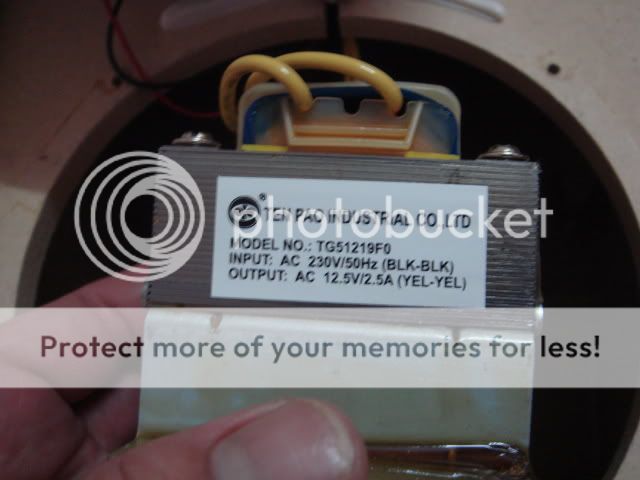 ® TEN PAO INDUSTRIAL CO.,LTD
MODEL NO.: TG51219F0
INPUT: AC 230V/50Hz (BLK-BLK)
OUTPUT: AC 12.5V/2.5A (YEL-YEL)
photobucket
Protect more of your memories for less!